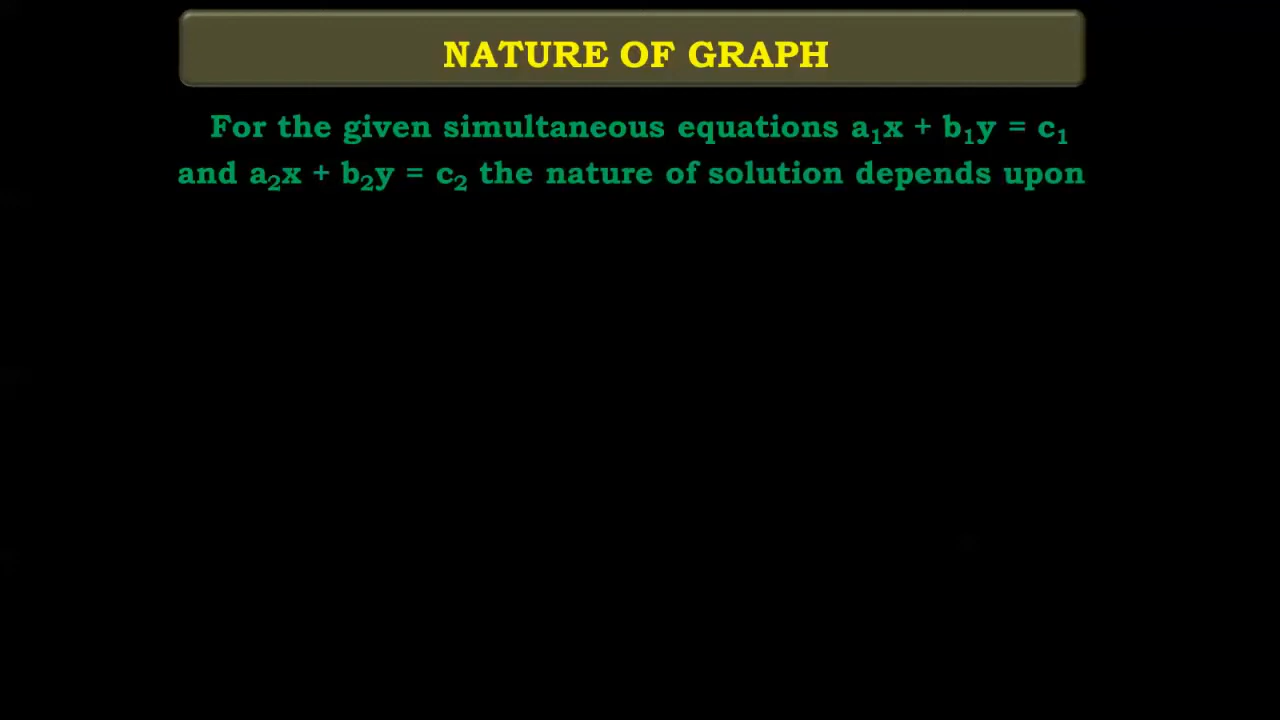 NATURE OF GRAPH
For the given simultaneous equations a₁x + b₁y = c₁
and a₂x + b₂y = c₂ the nature of solution depends upon